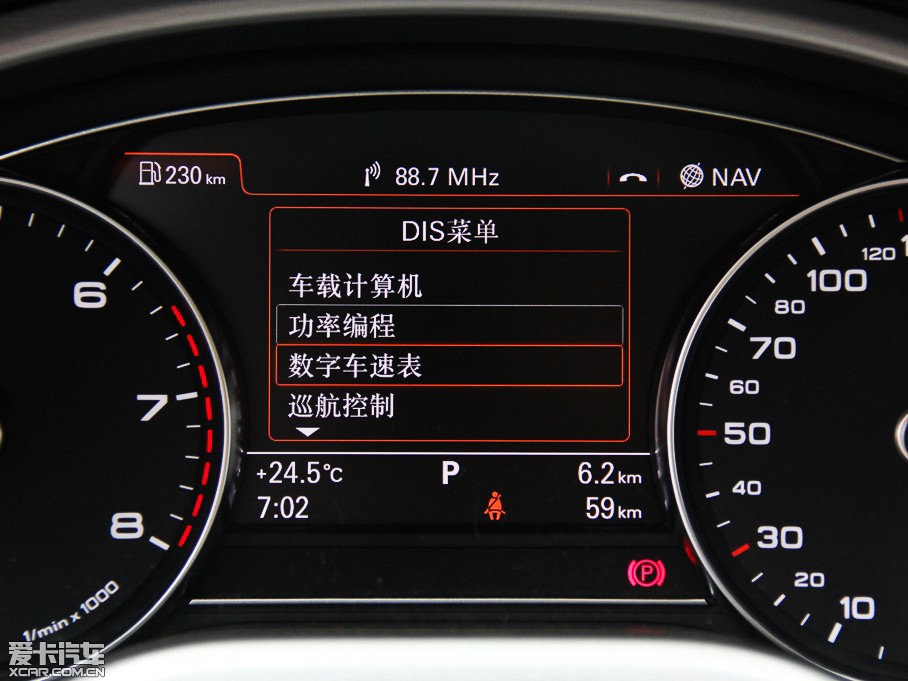 230 km
88.7 MHz
NAV
DIS菜单
车载计算机
功率编程
数字车速表
巡航控制
+24.5°C
P
6.2 km
7:02
59 km
P
6
7
8
1/min x 1000
120
100
80
70
60
50
40
30
20
10
爱卡汽车
XCAR.COM.CN